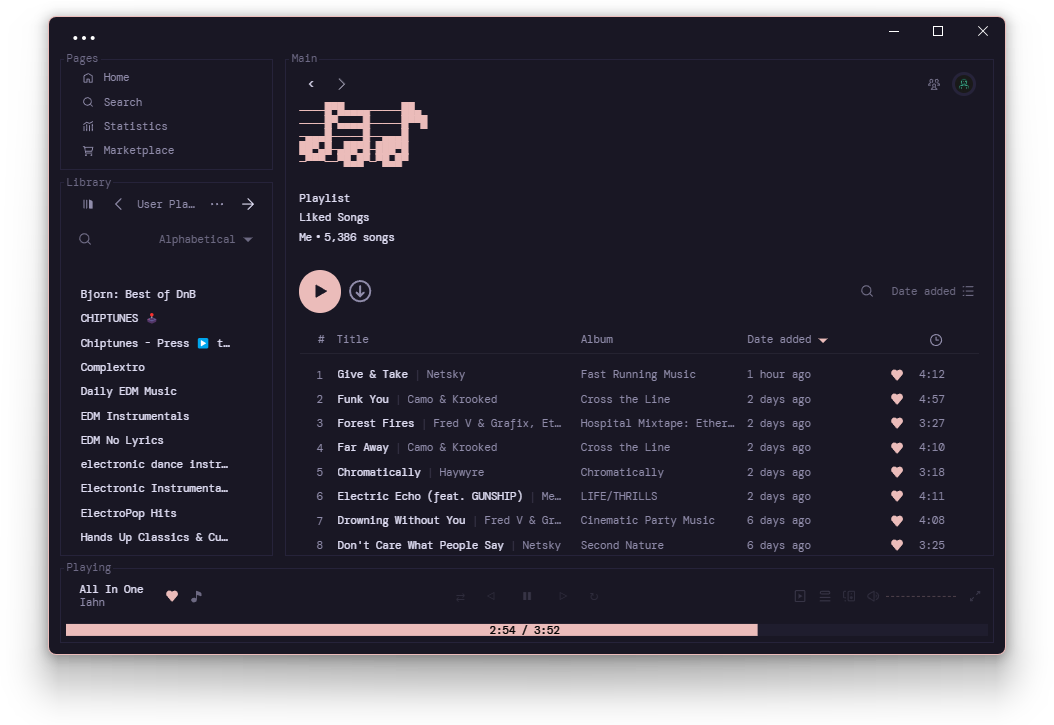 Pages
Home
Search
Statistics
Marketplace
Library
User Pla…
Alphabetical
Bjorn: Best of DnB
CHIPTUNES 🕹️
Chiptunes - Press ▶️ t…
Complextro
Daily EDM Music
EDM Instrumentals
EDM No Lyrics
electronic dance instr…
Electronic Instrumenta…
ElectroPop Hits
Hands Up Classics & Cu…
Main
Playlist
Liked Songs
Me • 5,386 songs
Date added
# Title Album Date added
1 Give & Take | Netsky Fast Running Music 1 hour ago 4:12
2 Funk You | Camo & Krooked Cross the Line 2 days ago 4:57
3 Forest Fires | Fred V & Grafix, Et… Hospital Mixtape: Ether… 2 days ago 3:27
4 Far Away | Camo & Krooked Cross the Line 2 days ago 4:10
5 Chromatically | Haywyre Chromatically 2 days ago 3:18
6 Electric Echo (feat. GUNSHIP) | Me… LIFE/THRILLS 2 days ago 4:11
7 Drowning Without You | Fred V & Gr… Cinematic Party Music 6 days ago 4:08
8 Don't Care What People Say | Netsky Second Nature 6 days ago 3:25
Playing
All In One
Iahn
2:54 / 3:52